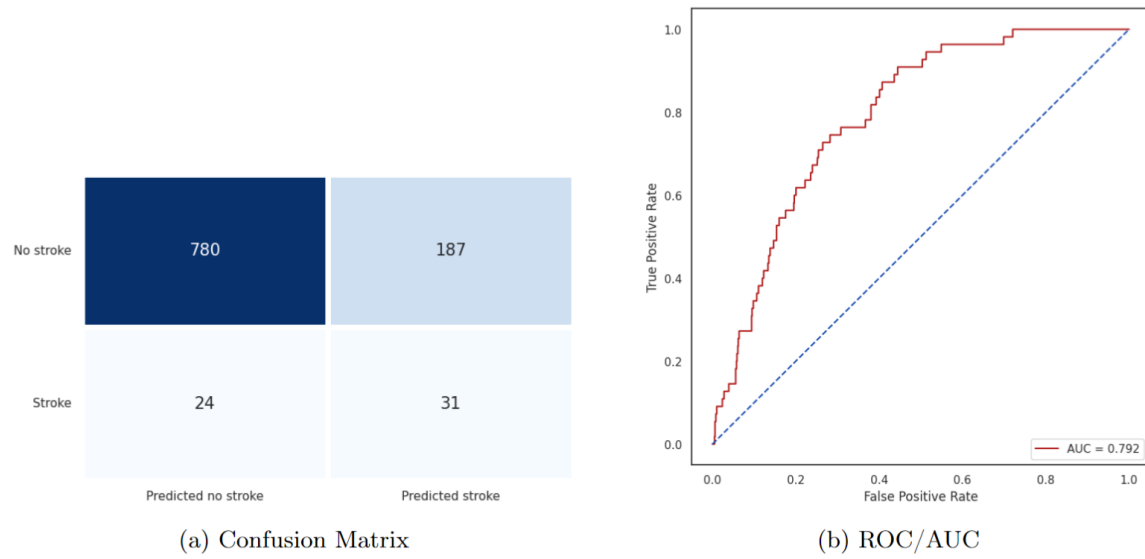 No stroke
780
187
Stroke
24
31
Predicted no stroke
Predicted stroke
(a) Confusion Matrix
True Positive Rate
1.0
0.8
0.6
0.4
0.2
0.0
AUC = 0.792
0.0 0.2 0.4 0.6 0.8 1.0
False Positive Rate
(b) ROC/AUC